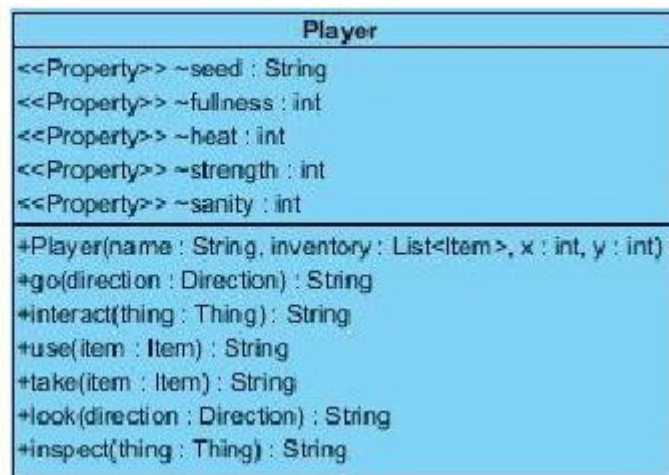 Player
<<Property>> ~seed : String
<<Property>> ~fullness : int
<<Property>> ~heat : int
<<Property>> ~strength : int
<<Property>> ~sanity : int
+Player(name : String, inventory : List<Item>, x : int, y : int)
+go(direction : Direction) : String
+interact(thing : Thing) : String
+use(item : Item) : String
+take(item : Item) : String
+look(direction : Direction) : String
+inspect(thing : Thing) : String